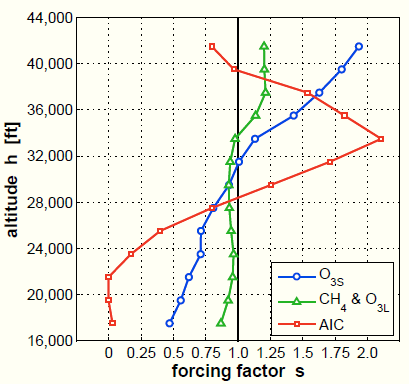 44,000
40,000
36,000
32,000
28,000
24,000
20,000
16,000
altitude h [ft]
0 0.25 0.5 0.75 1.0 1.25 1.5 1.75 2.0
forcing factor s
O3S
CH4 & O3L
AIC